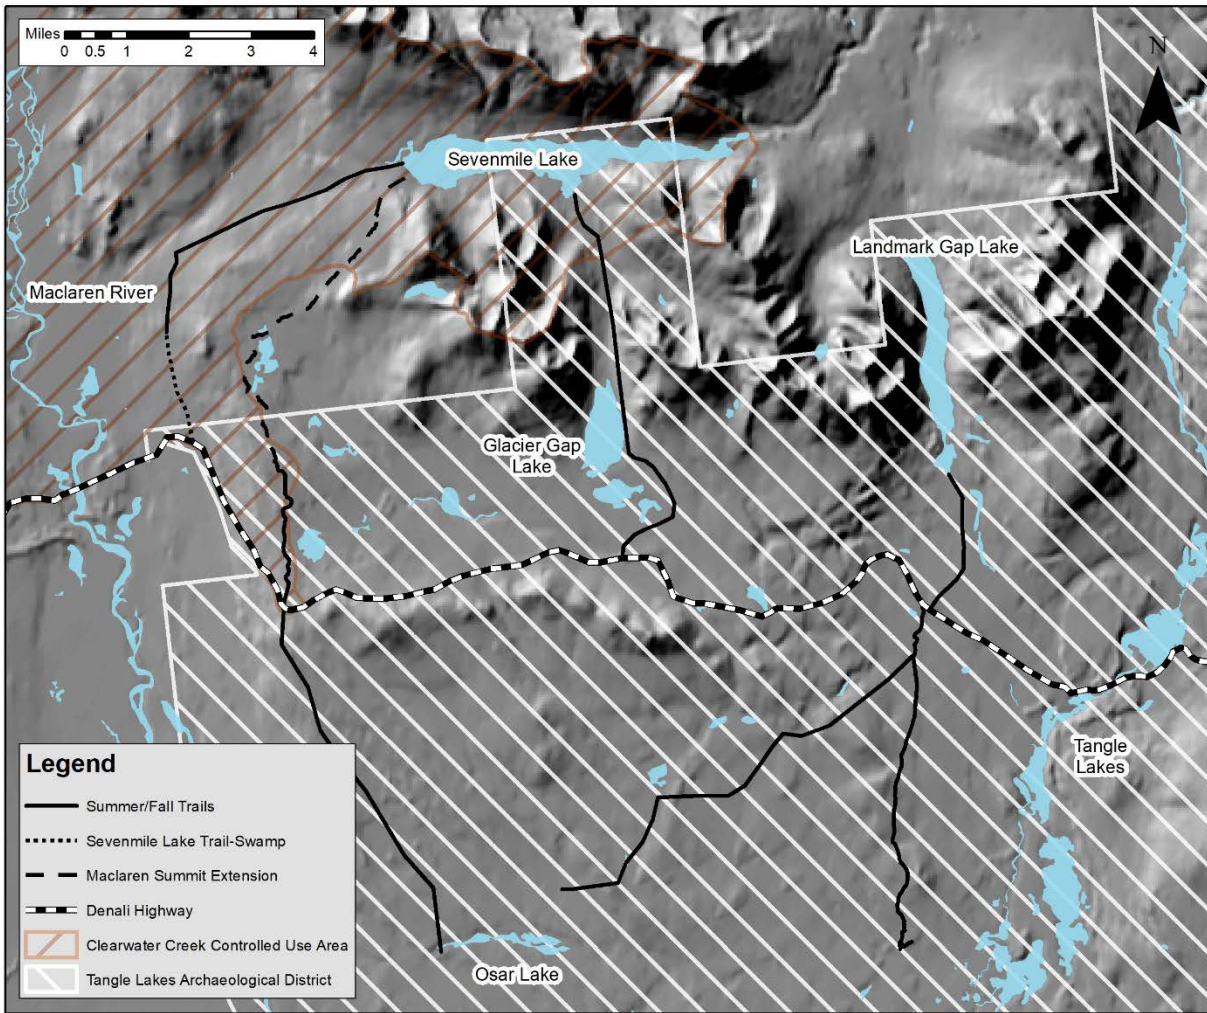 Miles
0 0.5 1 2 3 4
N
Sevenmile Lake
Landmark Gap Lake
Maclaren River
Glacier Gap
Lake
Tangle
Lakes
Osar Lake
Legend
Summer/Fall Trails
Sevenmile Lake Trail-Swamp
Maclaren Summit Extension
Denali Highway
Clearwater Creek Controlled Use Area
Tangle Lakes Archaeological District